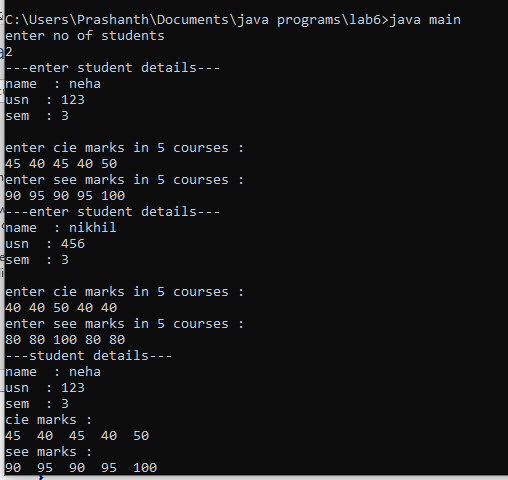 C:\Users\Prashanth\Documents\java programs\lab6>java main
enter no of students
2
---enter student details---
name  : neha
usn  : 123
sem  : 3

enter cie marks in 5 courses :
45 40 45 40 50
enter see marks in 5 courses :
90 95 90 95 100
---enter student details---
name  : nikhil
usn  : 456
sem  : 3

enter cie marks in 5 courses :
40 40 50 40 40
enter see marks in 5 courses :
80 80 100 80 80
---student details---
name  : neha
usn  : 123
sem  : 3
cie marks :
45  40  45  40  50
see marks :
90  95  90  95  100